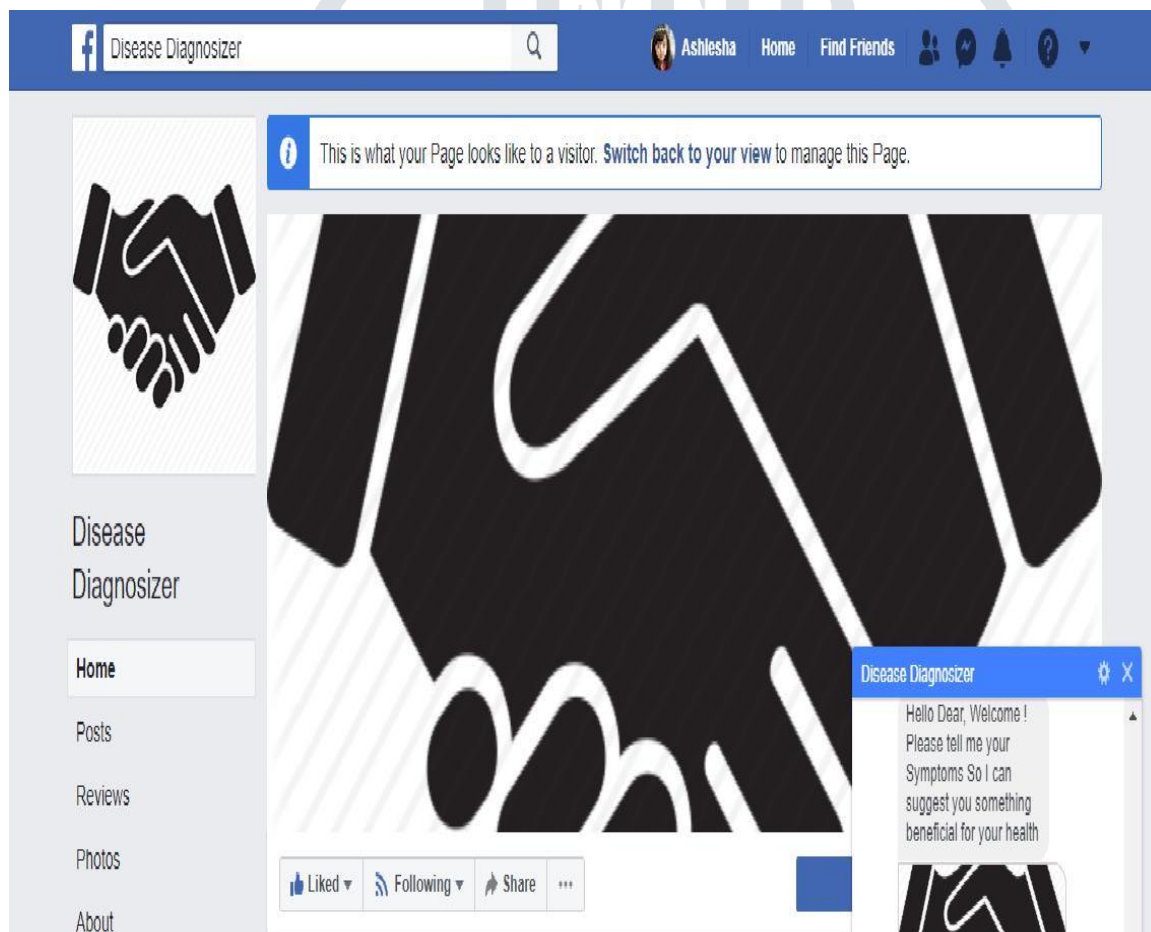 f Disease Diagnosizer
Ashlesha Home Find Friends
This is what your Page looks like to a visitor. Switch back to your view to manage this Page.
Disease
Diagnosizer
Home
Posts
Reviews
Photos
About
Liked Following Share
Disease Diagnosizer
Hello Dear, Welcome !
Please tell me your
Symptoms So I can
suggest you something
beneficial for your health